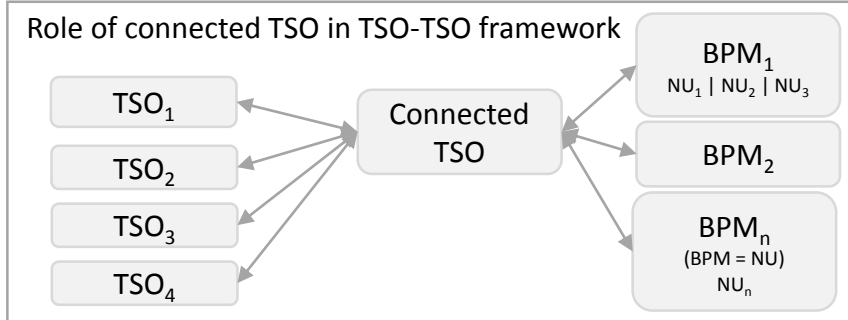 Role of connected TSO in TSO-TSO framework
TSO₁
TSO₂
TSO₃
TSO₄
Connected
TSO
BPM₁
NU₁ | NU₂ | NU₃
BPM₂
BPMₙ
(BPM = NU)
NUₙ